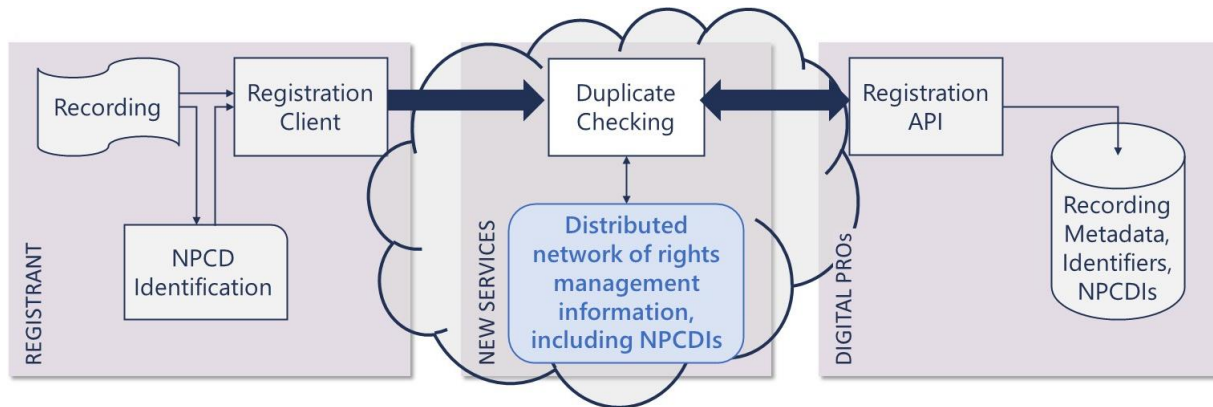 REGISTRANT
Recording
Registration
Client
NPCD
Identification
NEW SERVICES
Duplicate
Checking
Distributed
network of rights
management
information,
including NPCDIs
DIGITAL PROs
Registration
API
Recording
Metadata,
Identifiers,
NPCDIs